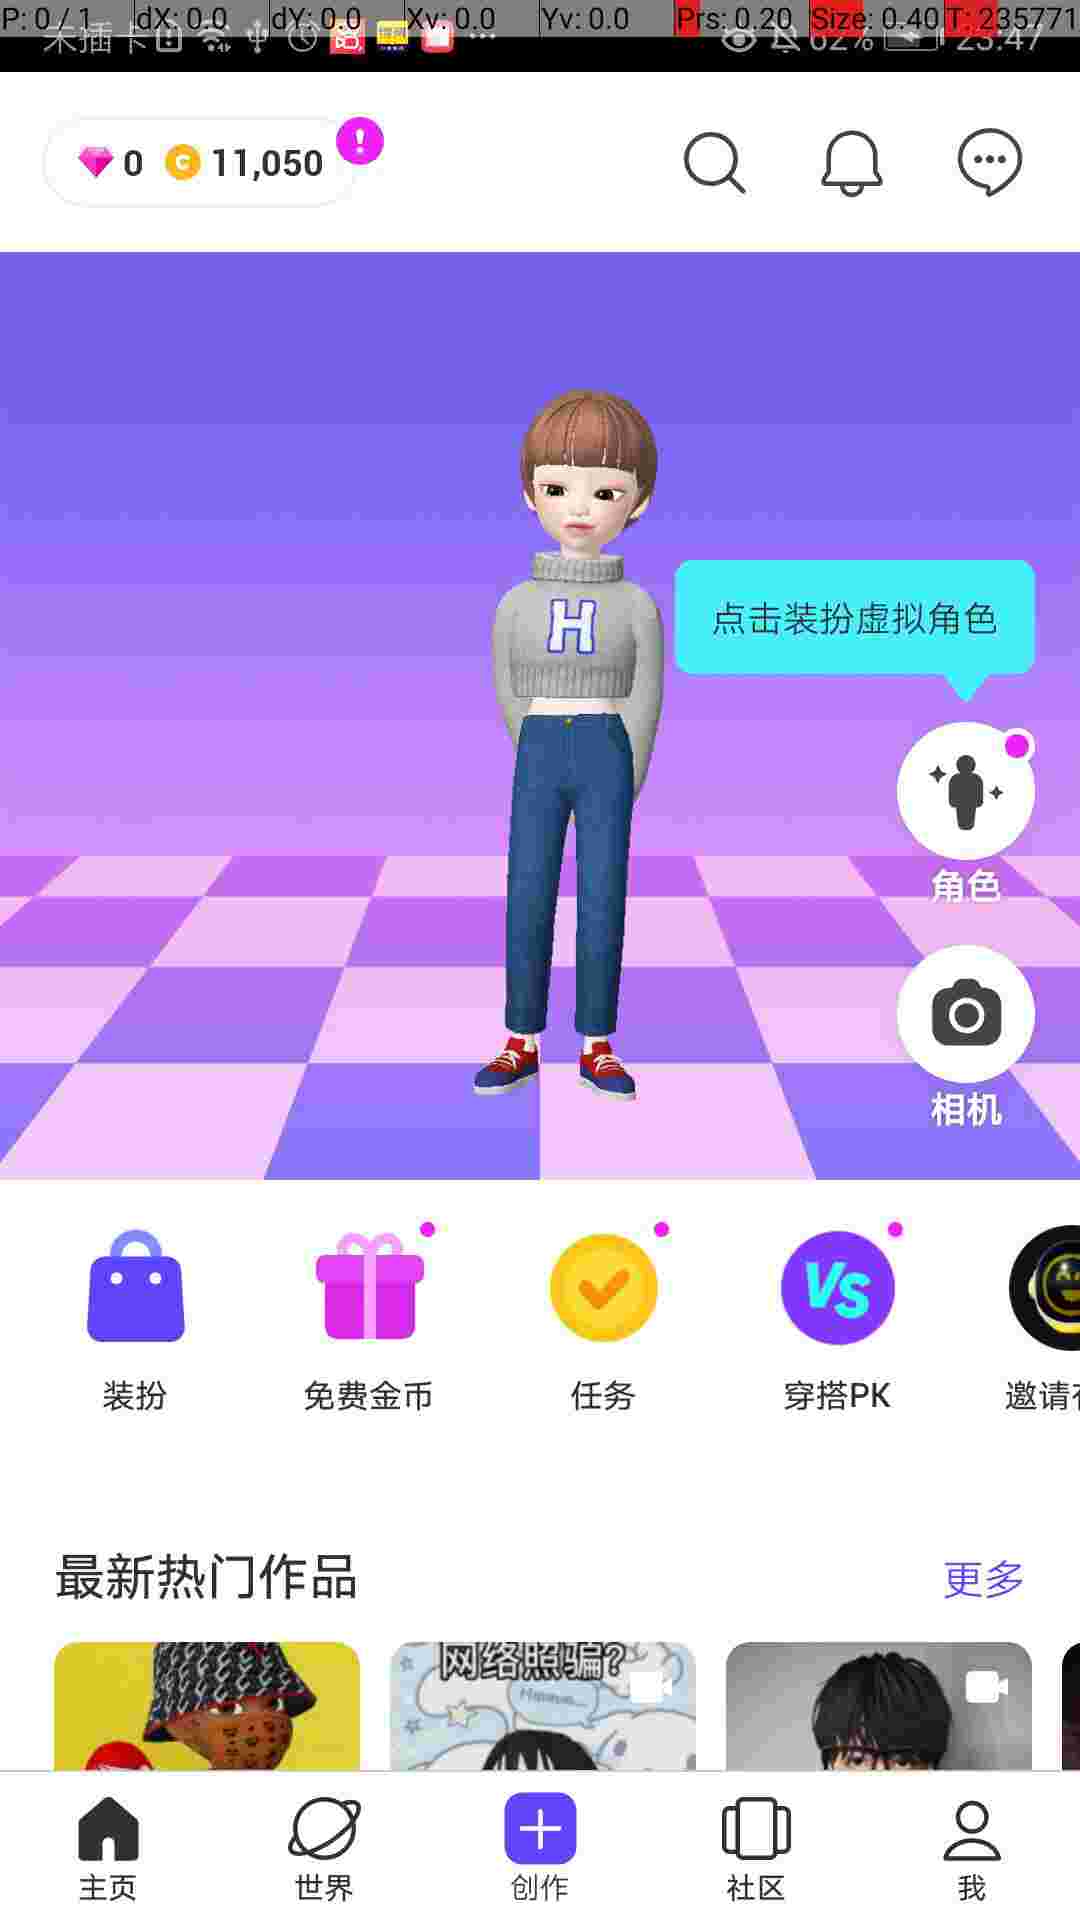 P: 0 / 1 dX: 0.0 dY: 0.0 Xv: 0.0 Yv: 0.0 Prs: 0.20 Size: 0.40 T: 235771
未插卡 62% 23:47
0 11,050
点击装扮虚拟角色
角色
相机
H
VS
装扮 免费金币 任务 穿搭PK 邀请
最新热门作品 更多
网络照骗?
主页 世界 创作 社区 我